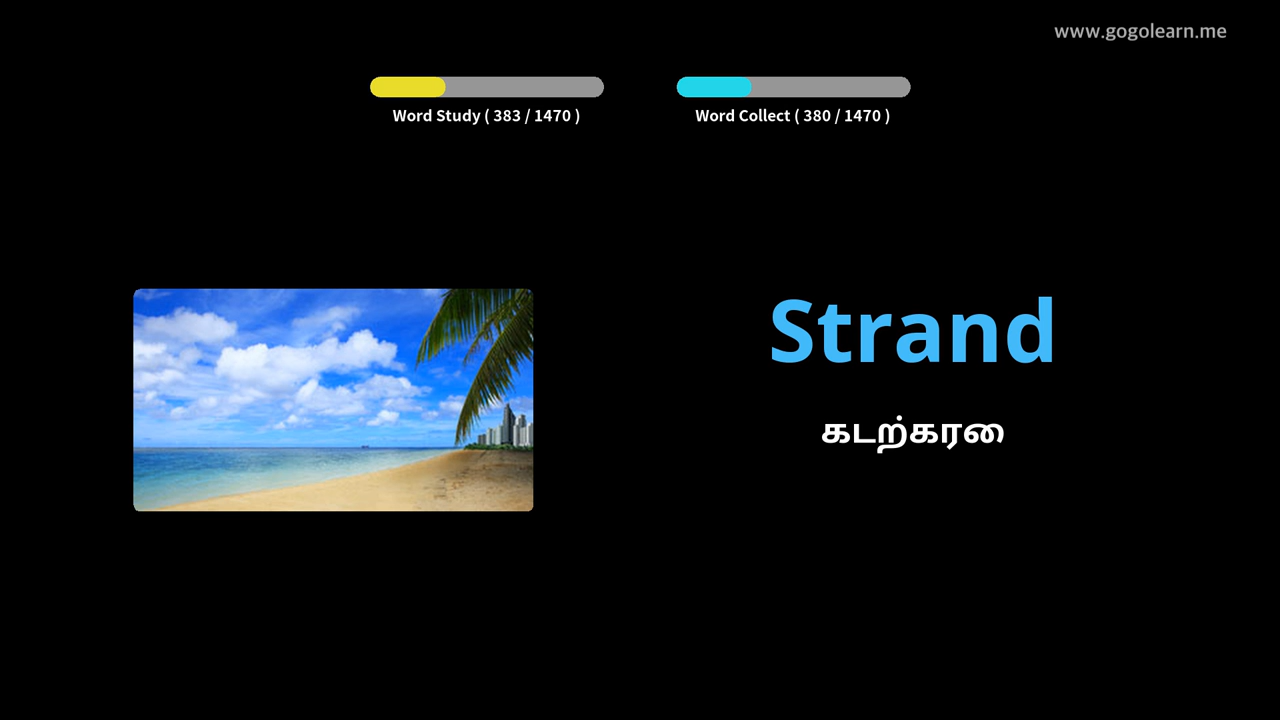 www.gogolearn.me
Word Study ( 383 / 1470 )
Word Collect ( 380 / 1470 )
Strand
கடற்கரை